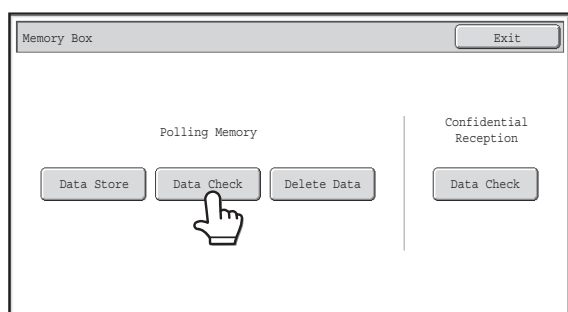 Memory Box
Exit
Polling Memory
Data Store
Data Check
Delete Data
Confidential
Reception
Data Check